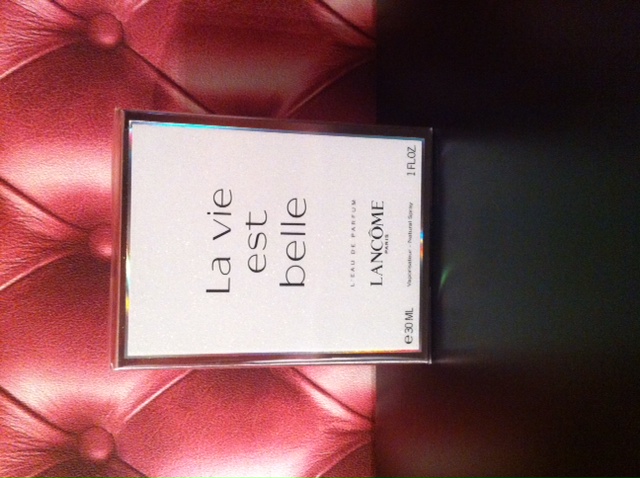 La vie
est
belle
L'EAU DE PARFUM
LANCÔME
PARIS
Vaporisateur - Natural Spray
e 30 ML 1 FL.OZ.